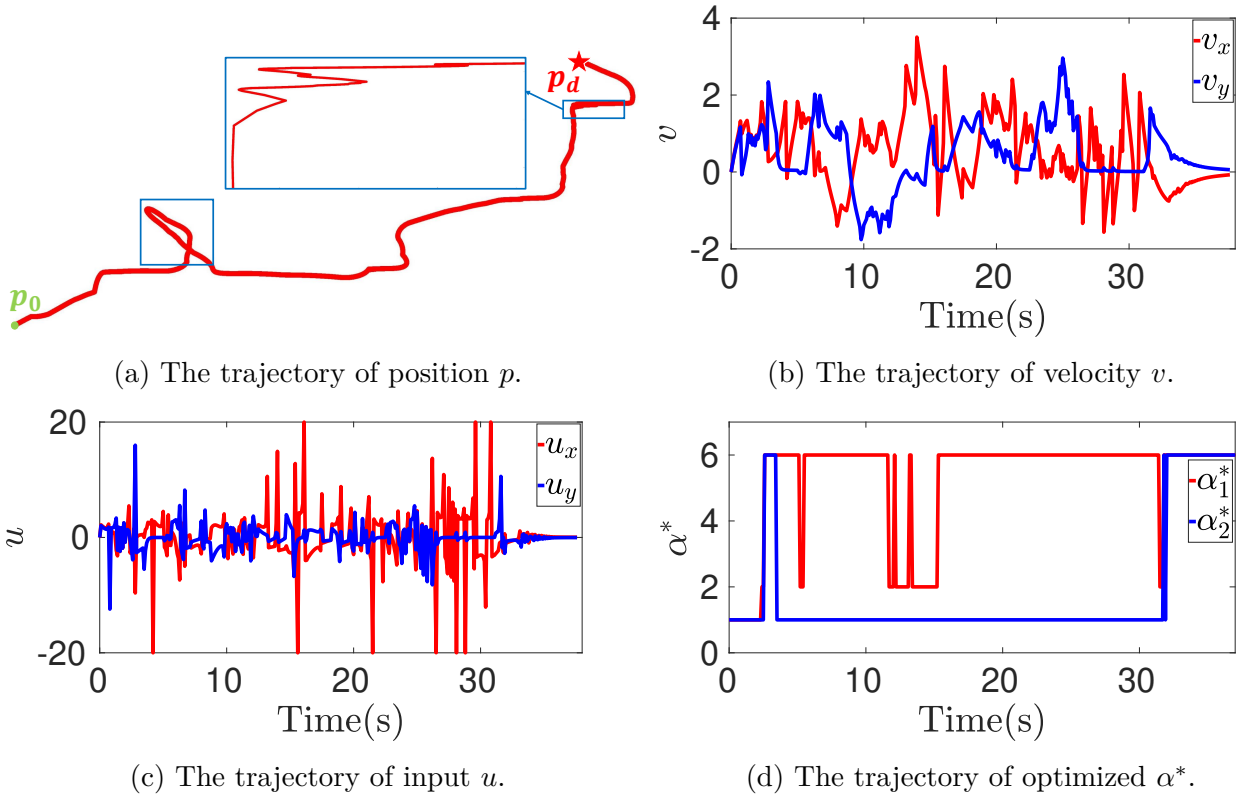 p_d
p_0
(a) The trajectory of position p.
4
2
0
-2
v
v_x
v_y
0 10 20 30
Time(s)
(b) The trajectory of velocity v.
20
0
-20
u
u_x
u_y
0 10 20 30
Time(s)
(c) The trajectory of input u.
6
4
2
0
α*
α_1^*
α_2^*
0 10 20 30
Time(s)
(d) The trajectory of optimized α*.